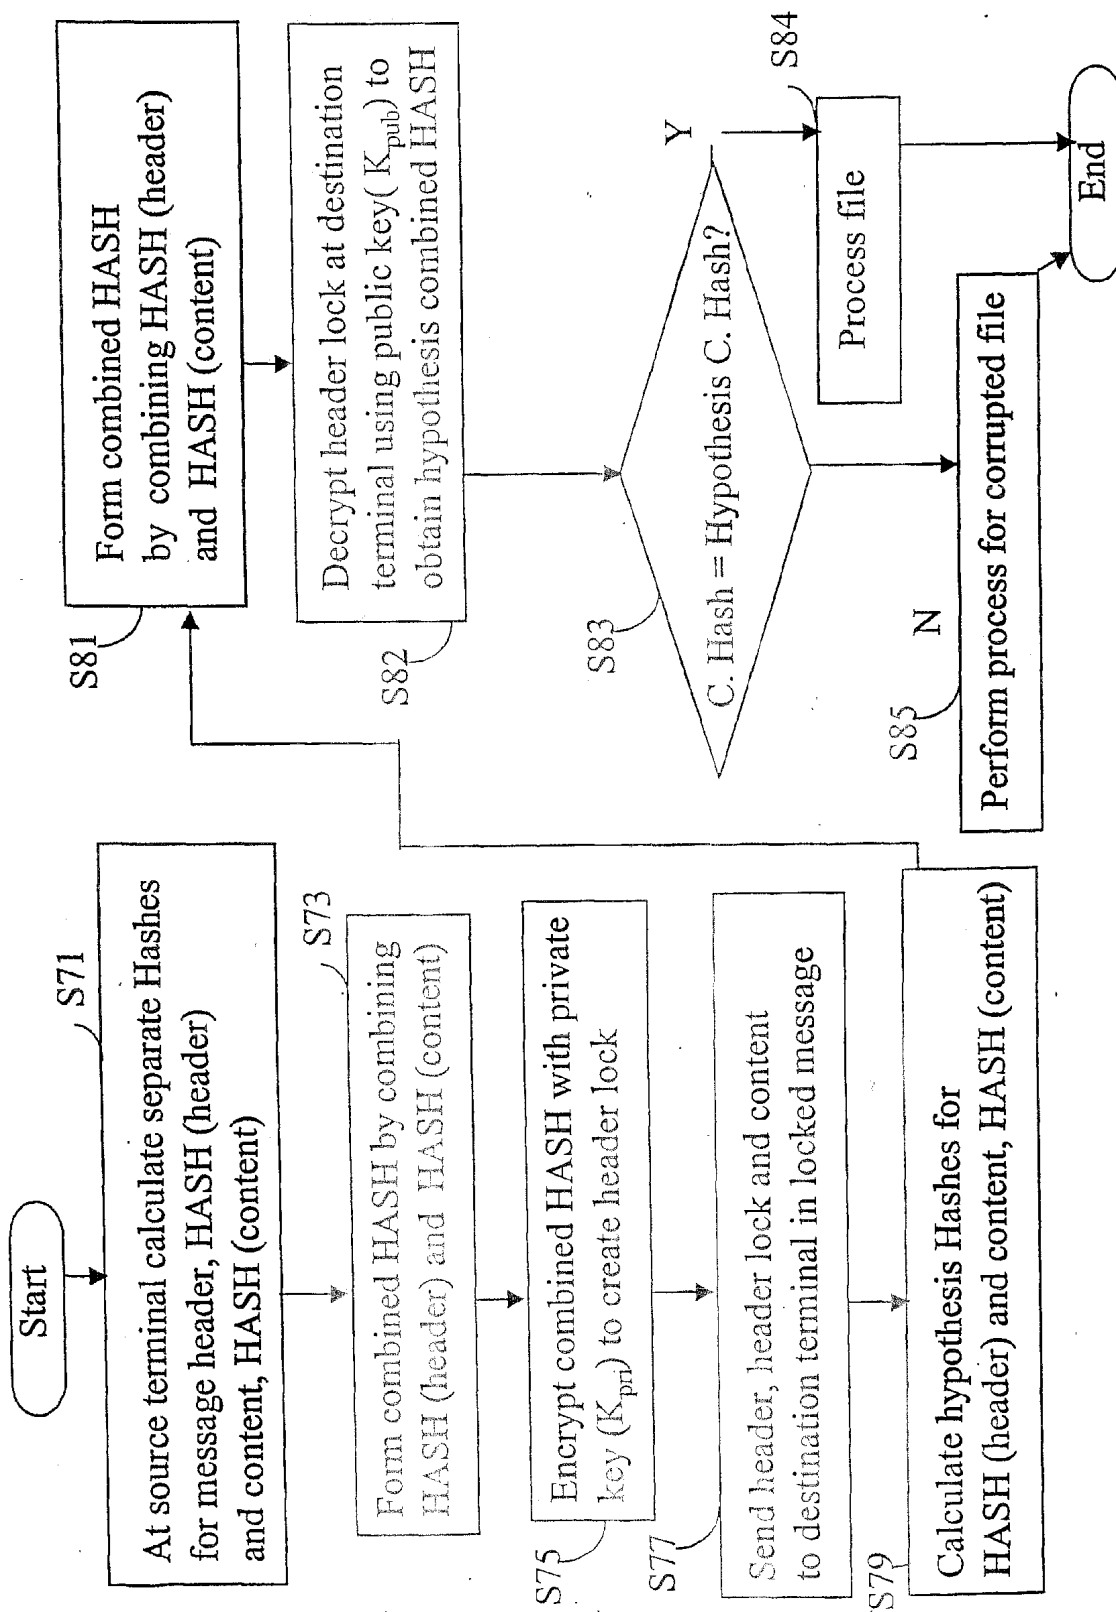 Start
S71
At source terminal calculate separate Hashes
for message header, HASH (header)
and content, HASH (content)
S73
Form combined HASH by combining
HASH (header) and HASH (content)
S75
Encrypt combined HASH with private
key (Kpri) to create header lock
S77
Send header, header lock and content
to destination terminal in locked message
S79
Calculate hypothesis Hashes for
HASH (header) and content, HASH (content)
S81
Form combined HASH
by combining HASH (header)
and HASH (content)
S82
Decrypt header lock at destination
terminal using public key( Kpub) to
obtain hypothesis combined HASH
S83
C. Hash = Hypothesis C. Hash?
Y
S84
Process file
N
S85
Perform process for corrupted file
End